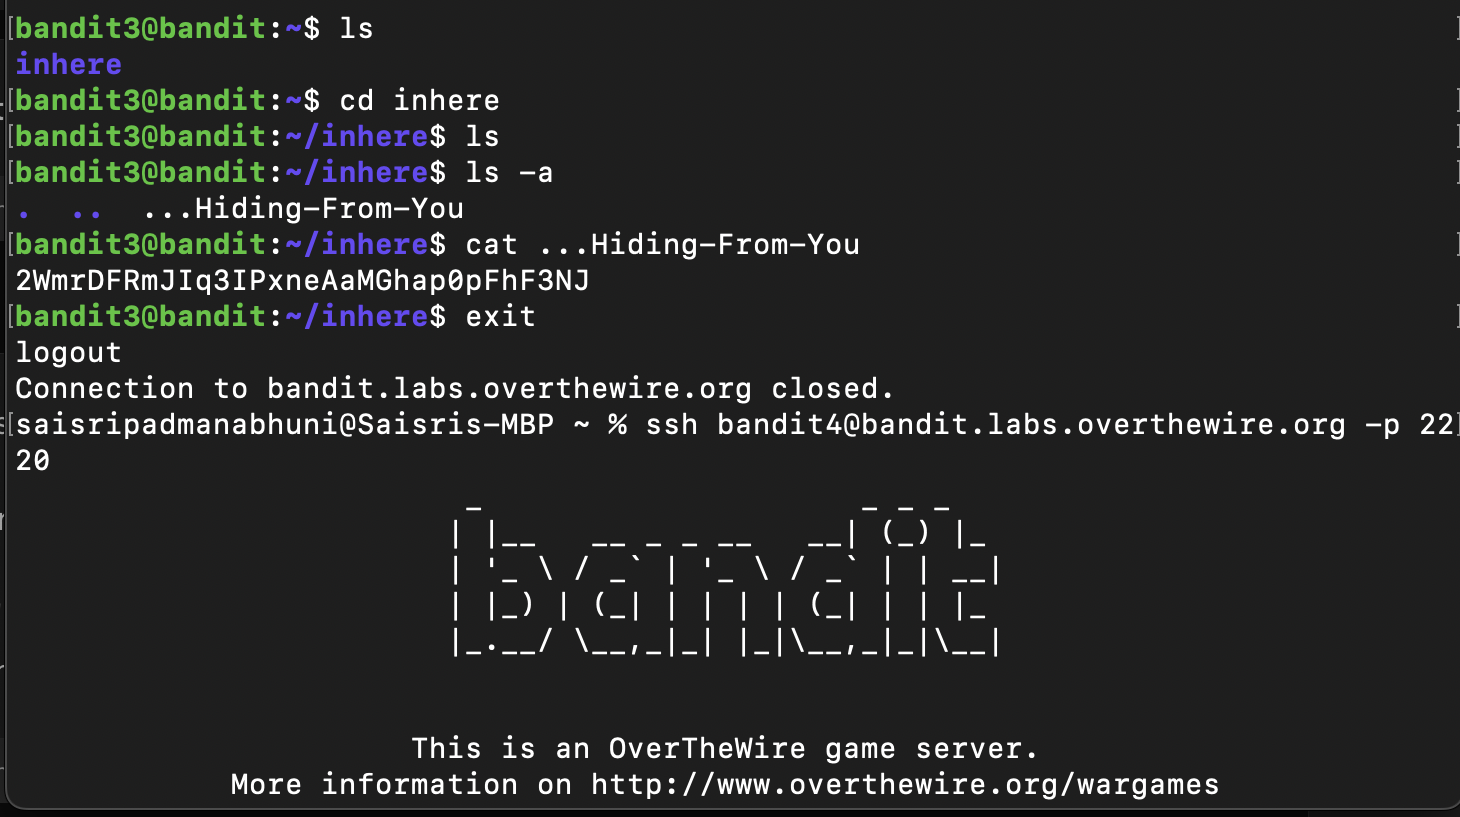 bandit3@bandit:~$ ls
inhere
bandit3@bandit:~$ cd inhere
bandit3@bandit:~/inhere$ ls
bandit3@bandit:~/inhere$ ls -a
.  ..  ...Hiding-From-You
bandit3@bandit:~/inhere$ cat ...Hiding-From-You
2WmrDFRmJIq3IPxneAaMGhap0pFhF3NJ
bandit3@bandit:~/inhere$ exit
logout
Connection to bandit.labs.overthewire.org closed.
saisripadmanabhuni@Saisris-MBP ~ % ssh bandit4@bandit.labs.overthewire.org -p 22
20
bandit
This is an OverTheWire game server.
More information on http://www.overthewire.org/wargames